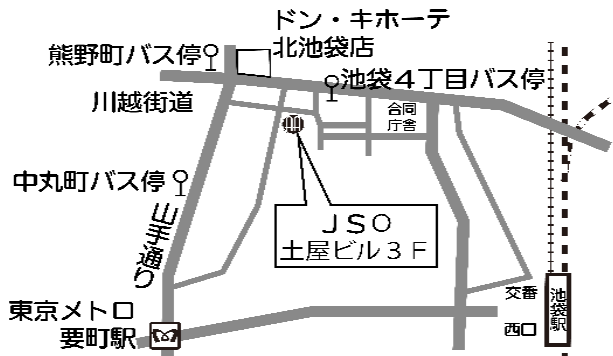 ドン・キホーテ
北池袋店
熊野町バス停
池袋4丁目バス停
川越街道
合同
庁舎
中丸町バス停
山手通り
JSO
土屋ビル3F
東京メトロ
要町駅
交番
池袋駅
西口